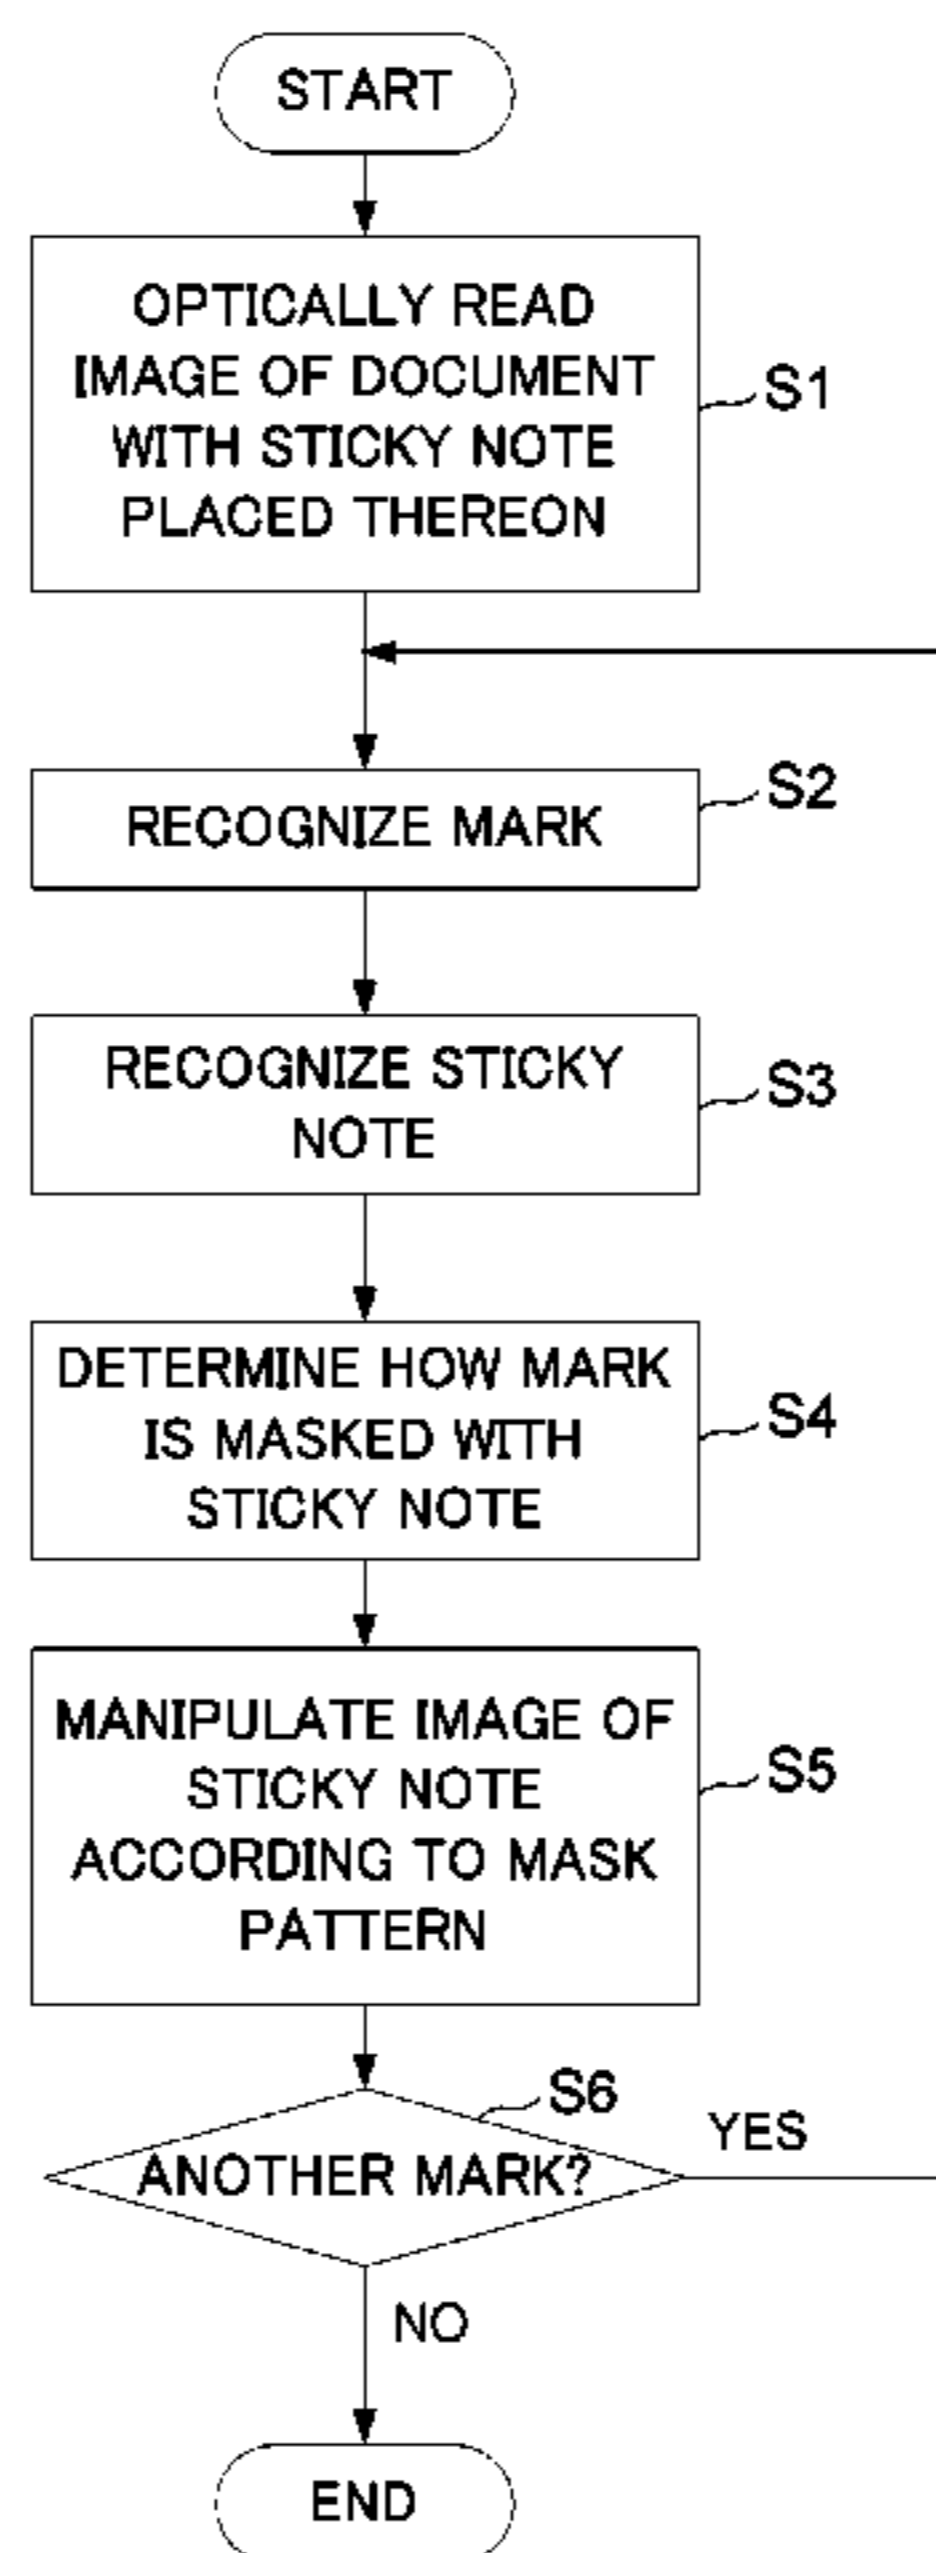 START
OPTICALLY READ
IMAGE OF DOCUMENT
WITH STICKY NOTE
PLACED THEREON
S1
RECOGNIZE MARK
S2
RECOGNIZE STICKY
NOTE
S3
DETERMINE HOW MARK
IS MASKED WITH
STICKY NOTE
S4
MANIPULATE IMAGE OF
STICKY NOTE
ACCORDING TO MASK
PATTERN
S5
S6
ANOTHER MARK?
YES
NO
END